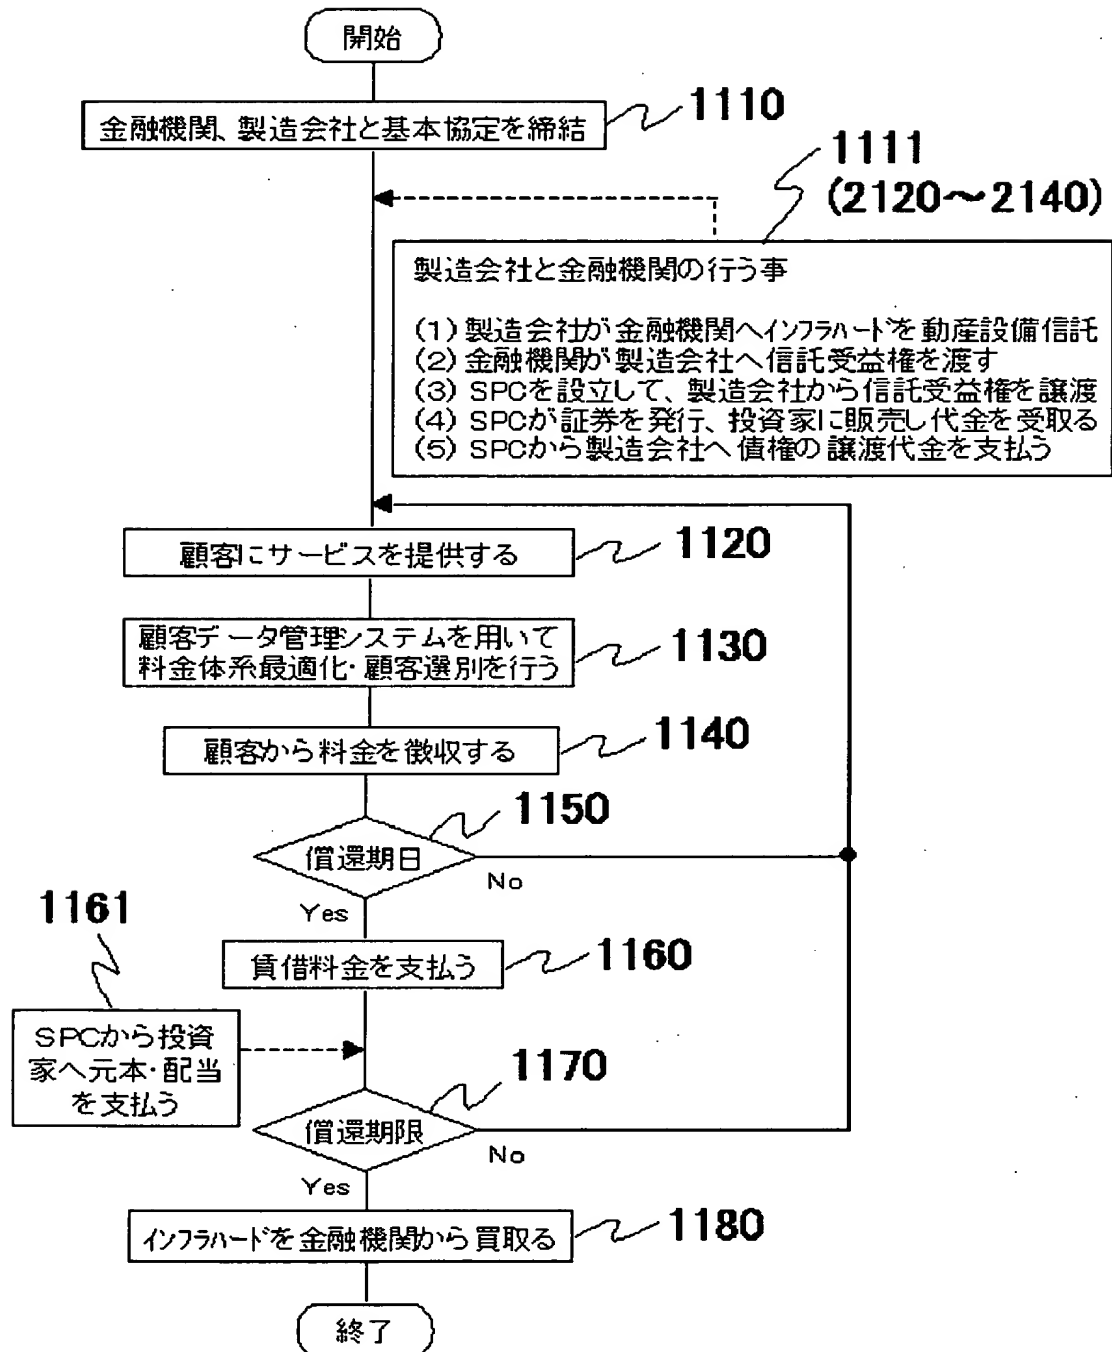 開始
金融機関、製造会社と基本協定を締結
1110
1111
(2120～2140)
製造会社と金融機関の行う事
(1) 製造会社が金融機関へインフラハードを動産設備信託
(2) 金融機関が製造会社へ信託受益権を渡す
(3) SPCを設立して、製造会社から信託受益権を譲渡
(4) SPCが証券を発行、投資家に販売し代金を受取る
(5) SPCから製造会社へ債権の譲渡代金を支払う
顧客にサービスを提供する
1120
顧客データ管理システムを用いて
料金体系最適化・顧客選別を行う
1130
顧客から料金を徴収する
1140
1150
償還期日
No
Yes
1161
賃借料金を支払う
1160
SPCから投資
家へ元本・配当
を支払う
1170
償還期限
No
Yes
インフラハードを金融機関から買取る
1180
終了